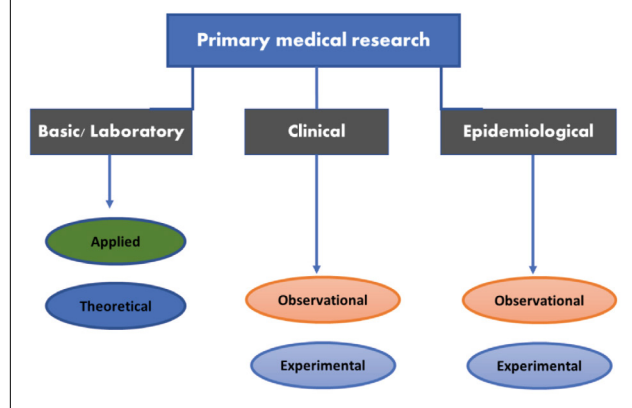 Primary medical research
Basic/ Laboratory
Clinical
Epidemiological
Applied
Theoretical
Observational
Observational
Experimental
Experimental